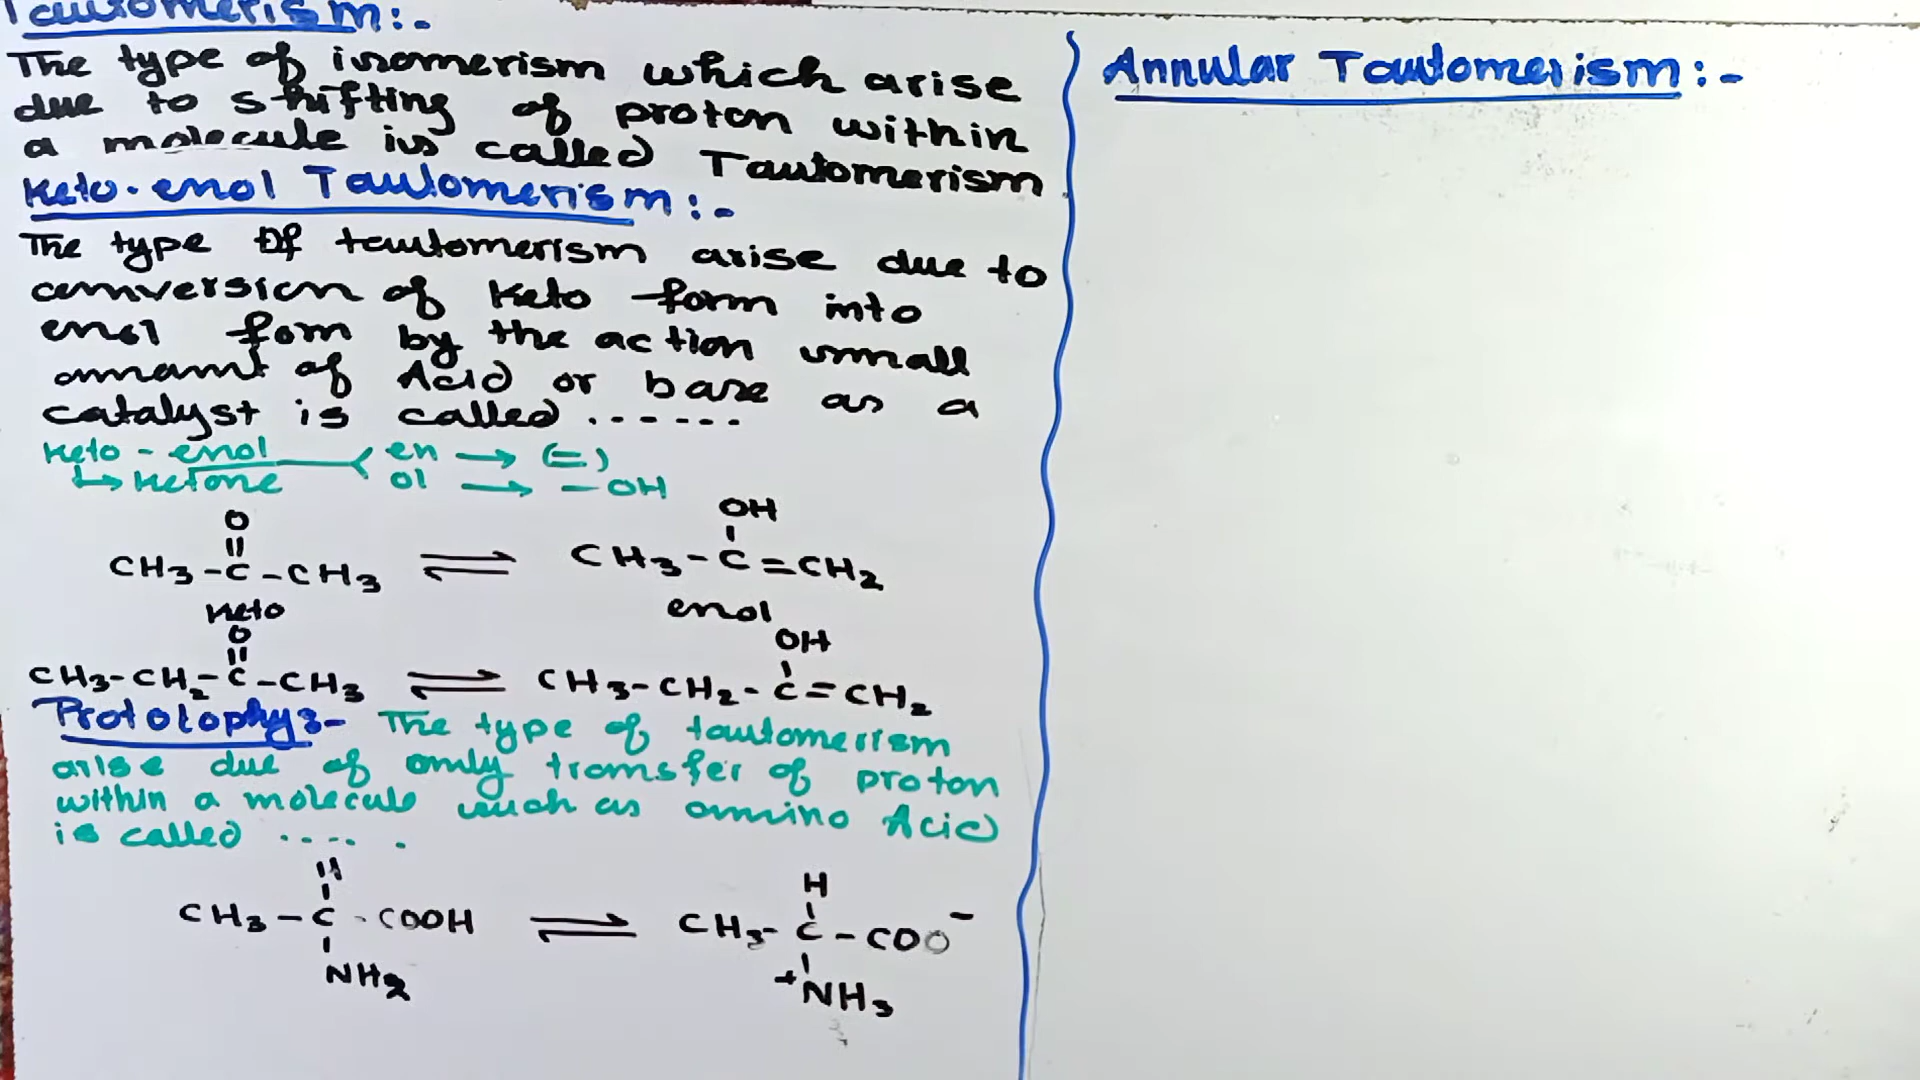 Tautomerism:-
The type of isomerism which arise
due to shifting of proton within
a molecule is called Tautomerism
Keto-enol Tautomerism:-
The type of tautomerism arise due to
conversion of Keto form into
enol form by the action small
amount of Acid or base as a
catalyst is called ......
Keto - enol en → (=)
↳ Ketone ol → -OH
O
||
CH3-C-CH3 ⇌ CH3-C=CH2
OH
Keto
enol
O
||
CH3-CH2-C-CH3 ⇌ CH3-CH2-C=CH2
OH
Prototophy:- The type of tautomerism
arise due of only transfer of proton
within a molecule such as amino Acid
is called .....
H
CH3-C-COOH ⇌ CH3-C-COO-
NH2
H
+NH3
Annular Tautomerism:-